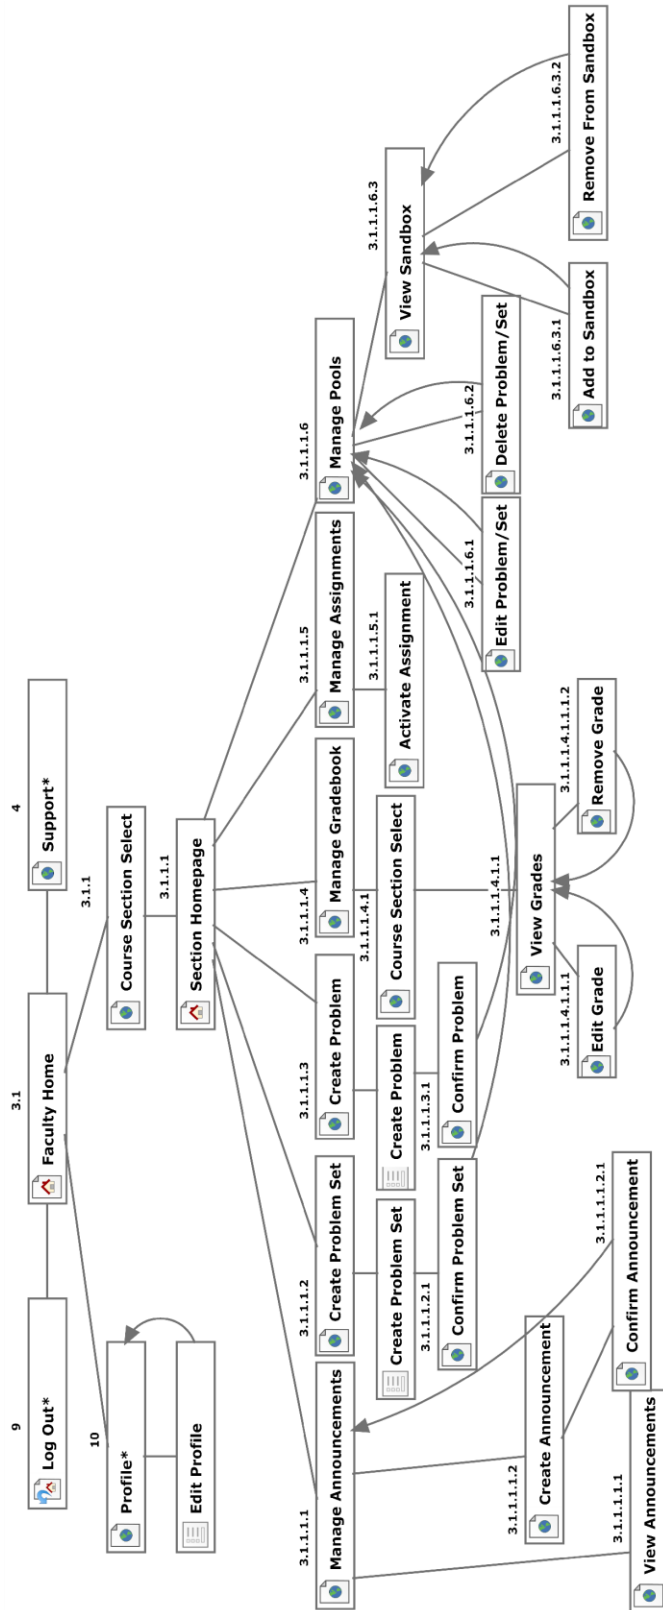 9
Log Out*
3.1
Faculty Home
4
Support*
10
Profile*
Edit Profile
3.1.1
Course Section Select
3.1.1.1
Section Homepage
3.1.1.1.1
Manage Announcements
3.1.1.1.2
Create Problem Set
3.1.1.1.3
Create Problem
3.1.1.1.4
Manage Gradebook
3.1.1.1.5
Manage Assignments
3.1.1.1.6
Manage Pools
Create Problem Set
Create Problem
3.1.1.1.4.1
Course Section Select
3.1.1.1.5.1
Activate Assignment
3.1.1.1.6.3
View Sandbox
3.1.1.1.2.1
Confirm Problem Set
3.1.1.1.3.1
Confirm Problem
3.1.1.1.6.1
Edit Problem/Set
3.1.1.1.6.2
Delete Problem/Set
3.1.1.1.1.2
Create Announcement
3.1.1.1.4.1.1
View Grades
3.1.1.1.6.3.1
Add to Sandbox
3.1.1.1.6.3.2
Remove From Sandbox
3.1.1.1.4.1.1.1
Edit Grade
3.1.1.1.4.1.1.1.2
Remove Grade
3.1.1.1.1.2.1
Confirm Announcement
3.1.1.1.1.1
View Announcements